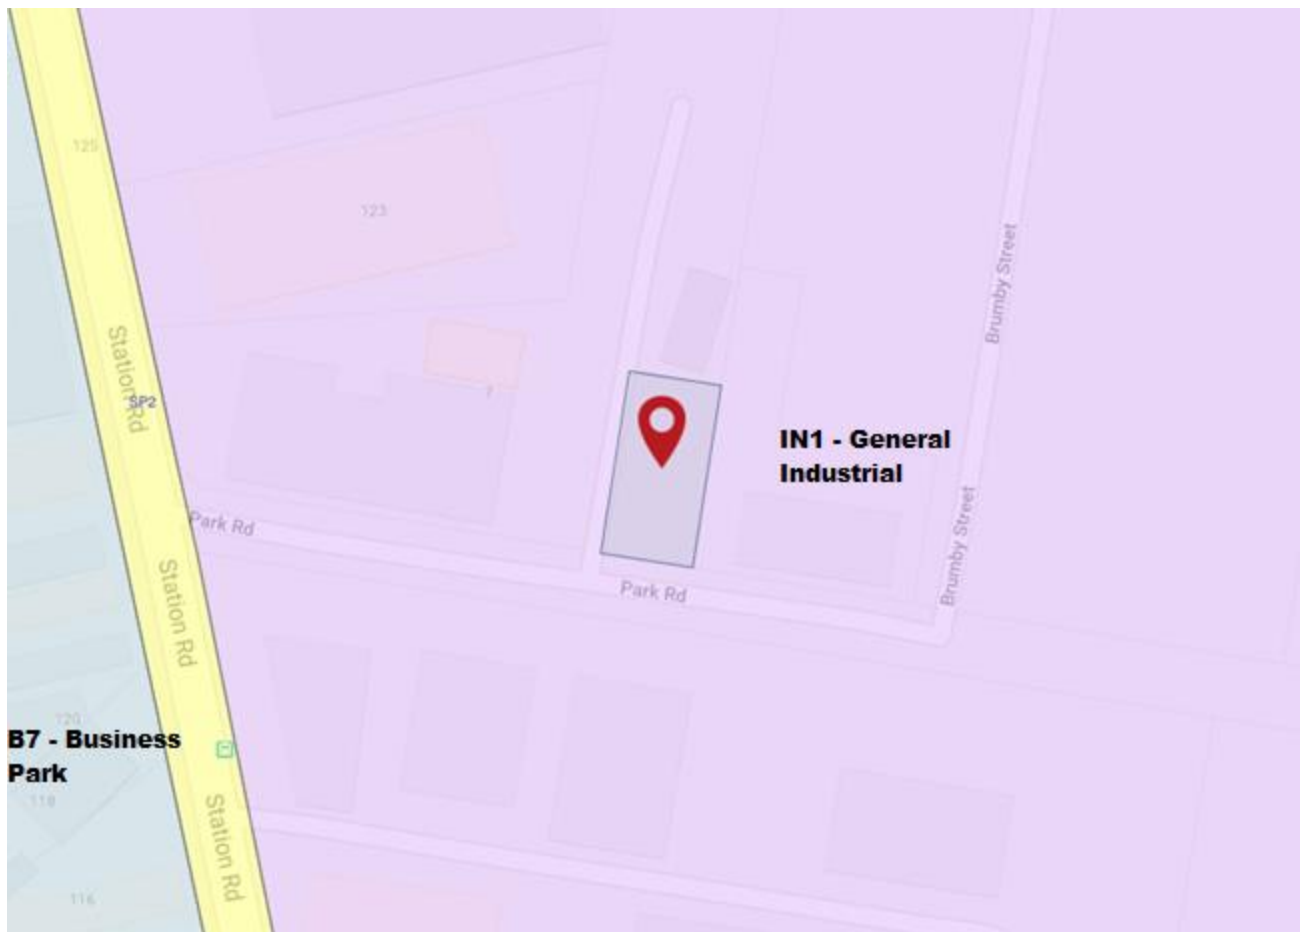 125
123
Station Rd
SP2
1
IN1 - General
Industrial
Brumby Street
Park Rd
Station Rd
Park Rd
Brumby Street
120
B7 - Business
Park
118
Station Rd
116